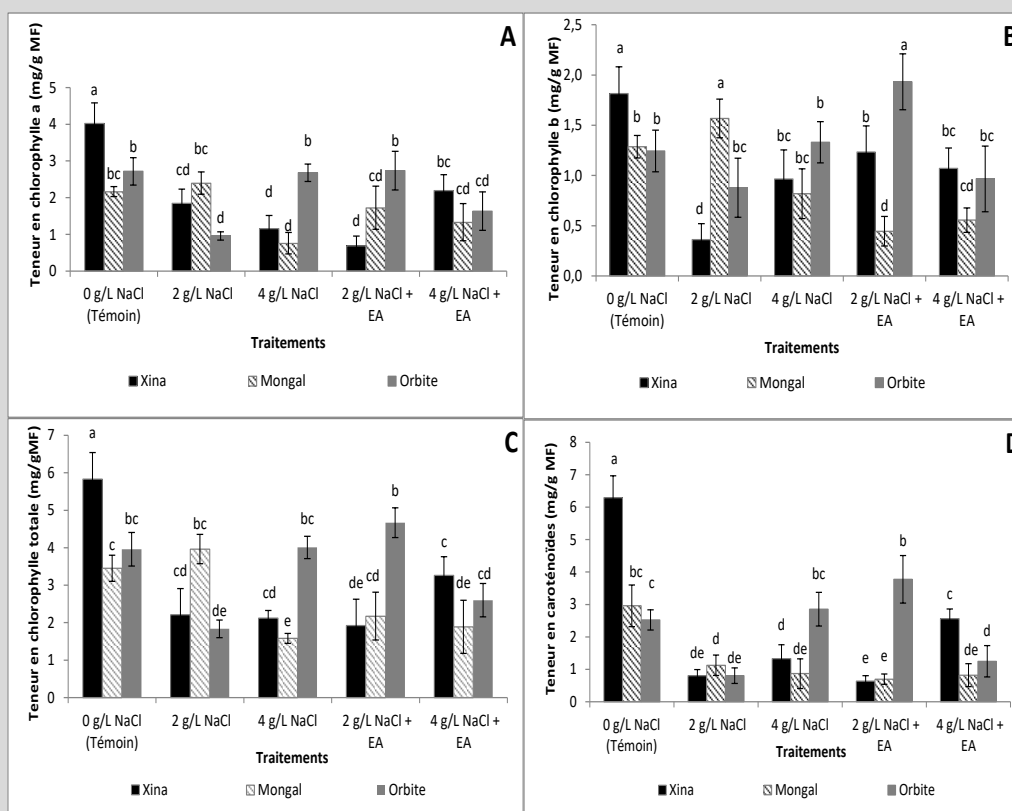 A
Teneur en chlorophylle a (mg/g MF)
5
4
3
2
1
0
a
bc
b
cd
bc
d
d
d
b
d
cd
b
bc
cd
cd
0 g/L NaCl (Témoin)
2 g/L NaCl
4 g/L NaCl
2 g/L NaCl + EA
4 g/L NaCl + EA
Traitements
Xina
Mongal
Orbite
B
Teneur en chlorophylle b (mg/g MF)
2,5
2,0
1,5
1,0
0,5
0,0
a
b
b
d
a
bc
bc
bc
b
b
d
a
bc
cd
bc
0 g/L NaCl (Témoin)
2 g/L NaCl
4 g/L NaCl
2 g/L NaCl + EA
4 g/L NaCl + EA
Traitements
Xina
Mongal
Orbite
C
Teneur en chlorophylle totale (mg/gMF)
7
6
5
4
3
2
1
0
a
c
bc
cd
bc
de
cd
e
bc
de
cd
b
c
de
cd
0 g/L NaCl (Témoin)
2 g/L NaCl
4 g/L NaCl
2 g/L NaCl + EA
4 g/L NaCl + EA
Traitements
Xina
Mongal
Orbite
D
Teneur en caroténoïdes (mg/g MF)
8
7
6
5
4
3
2
1
0
a
bc
c
de
d
de
d
de
bc
e
e
b
c
de
d
0 g/L NaCl (Témoin)
2 g/L NaCl
4 g/L NaCl
2 g/L NaCl + EA
4 g/L NaCl + EA
Traitements
Xina
Mongal
Orbite